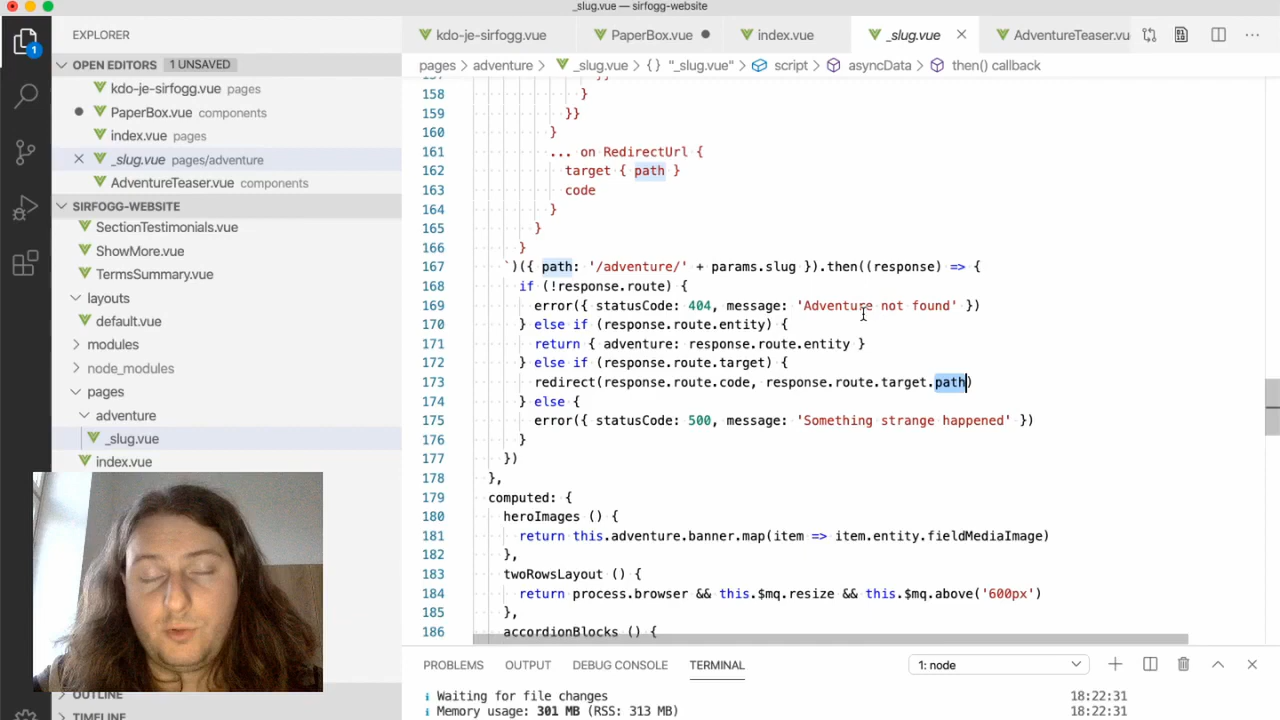 _slug.vue — sirfogg-website
EXPLORER
kdo-je-sirfogg.vue
PaperBox.vue
index.vue
_slug.vue
AdventureTeaser.vu
OPEN EDITORS 1 UNSAVED
pages › adventure › _slug.vue › {} "_slug.vue" › script › asyncData › then() callback
kdo-je-sirfogg.vue pages
PaperBox.vue components
index.vue pages
_slug.vue pages/adventure
AdventureTeaser.vue components
SIRFOGG-WEBSITE
SectionTestimonials.vue
ShowMore.vue
TermsSummary.vue
layouts
default.vue
modules
node_modules
pages
adventure
_slug.vue
index.vue
OUTLINE
TIMELINE
1
157 }}
158 }
159 }}
160 }
161 ... on RedirectUrl {
162 target { path }
163 code
164 }
165 }
166 }
167 `)({ path: '/adventure/' + params.slug }).then((response) => {
168 if (!response.route) {
169 error({ statusCode: 404, message: 'Adventure not found' })
170 } else if (response.route.entity) {
171 return { adventure: response.route.entity }
172 } else if (response.route.target) {
173 redirect(response.route.code, response.route.target.path)
174 } else {
175 error({ statusCode: 500, message: 'Something strange happened' })
176 }
177 })
178 },
179 computed: {
180 heroImages () {
181 return this.adventure.banner.map(item => item.entity.fieldMediaImage)
182 },
183 twoRowsLayout () {
184 return process.browser && this.$mq.resize && this.$mq.above('600px')
185 },
186 accordionBlocks () {
PROBLEMS OUTPUT DEBUG CONSOLE TERMINAL 1: node
i Waiting for file changes 18:22:31
i Memory usage: 301 MB (RSS: 313 MB) 18:22:31